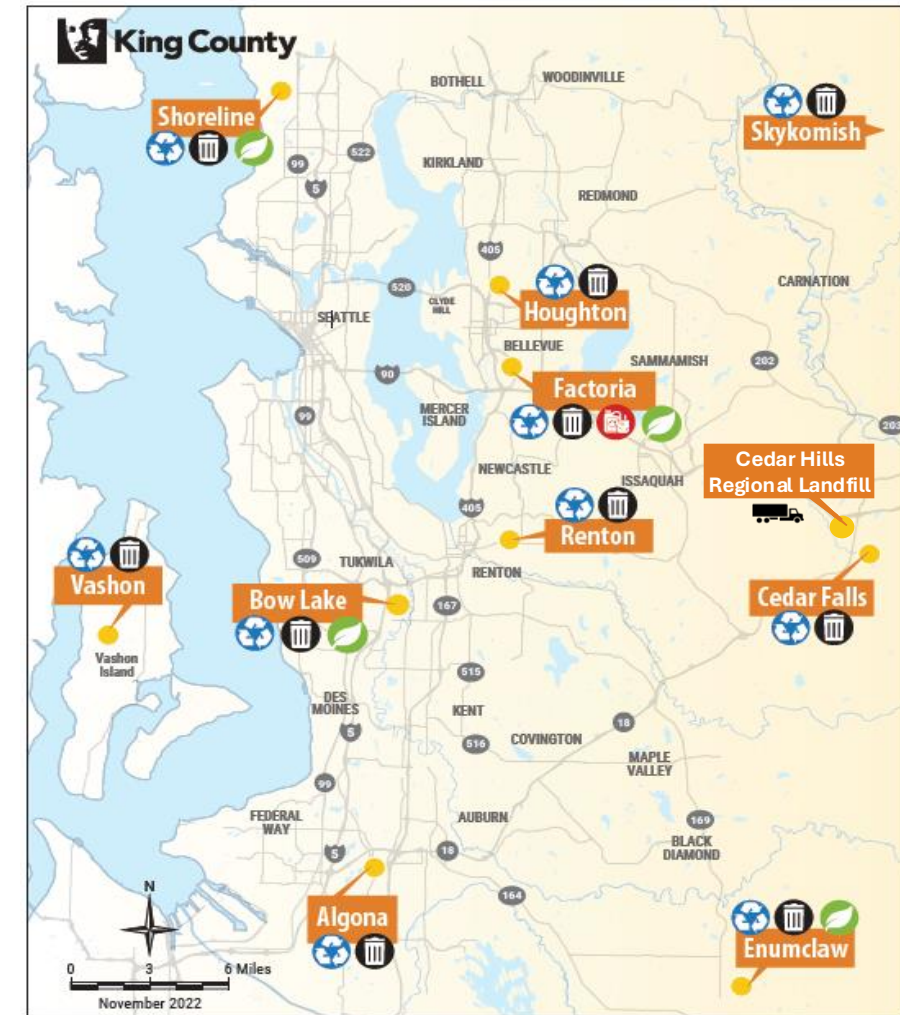 King County
BOTHELL
WOODINVILLE
Shoreline
Skykomish
522
99
5
KIRKLAND
REDMOND
405
CARNATION
520
CLYDE
HILL
Houghton
SEATTLE
BELLEVUE
SAMMAMISH
202
90
Factoria
99
MERCER
ISLAND
203
NEWCASTLE
ISSAQUAH
Cedar Hills
Regional Landfill
405
Renton
509
TUKWILA
RENTON
Vashon
Bow Lake
167
Cedar Falls
Vashon
Island
515
DES
MOINES
KENT
5
516
COVINGTON
18
MAPLE
VALLEY
99
FEDERAL
WAY
AUBURN
169
BLACK
DIAMOND
5
18
164
N
Algona
Enumclaw
0 3 6 Miles
November 2022